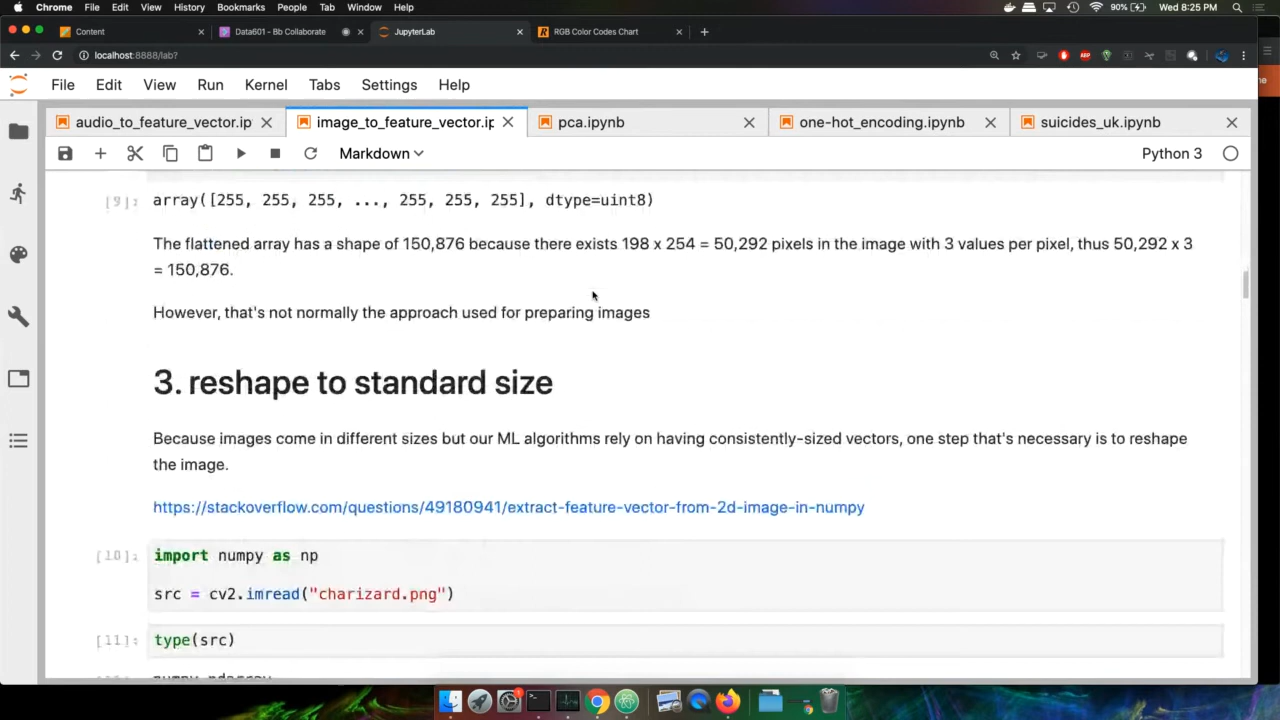 Chrome File Edit View History Bookmarks People Tab Window Help 90% Wed 8:25 PM
Content Data601 - Bb Collaborate JupyterLab RGB Color Codes Chart
localhost:8888/lab?
File Edit View Run Kernel Tabs Settings Help
audio_to_feature_vector.ip image_to_feature_vector.ip pca.ipynb one-hot_encoding.ipynb suicides_uk.ipynb
Markdown Python 3
[9]: array([255, 255, 255, ..., 255, 255, 255], dtype=uint8)
The flattened array has a shape of 150,876 because there exists 198 x 254 = 50,292 pixels in the image with 3 values per pixel, thus 50,292 x 3
= 150,876.
However, that's not normally the approach used for preparing images
3. reshape to standard size
Because images come in different sizes but our ML algorithms rely on having consistently-sized vectors, one step that's necessary is to reshape
the image.
https://stackoverflow.com/questions/49180941/extract-feature-vector-from-2d-image-in-numpy
[10]: import numpy as np
src = cv2.imread("charizard.png")
[11]: type(src)
numpy.ndarray